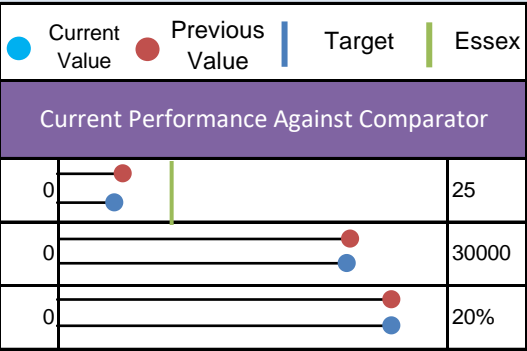 Current Value
Previous Value
Target
Essex
Current Performance Against Comparator
0 25
0 30000
0 20%